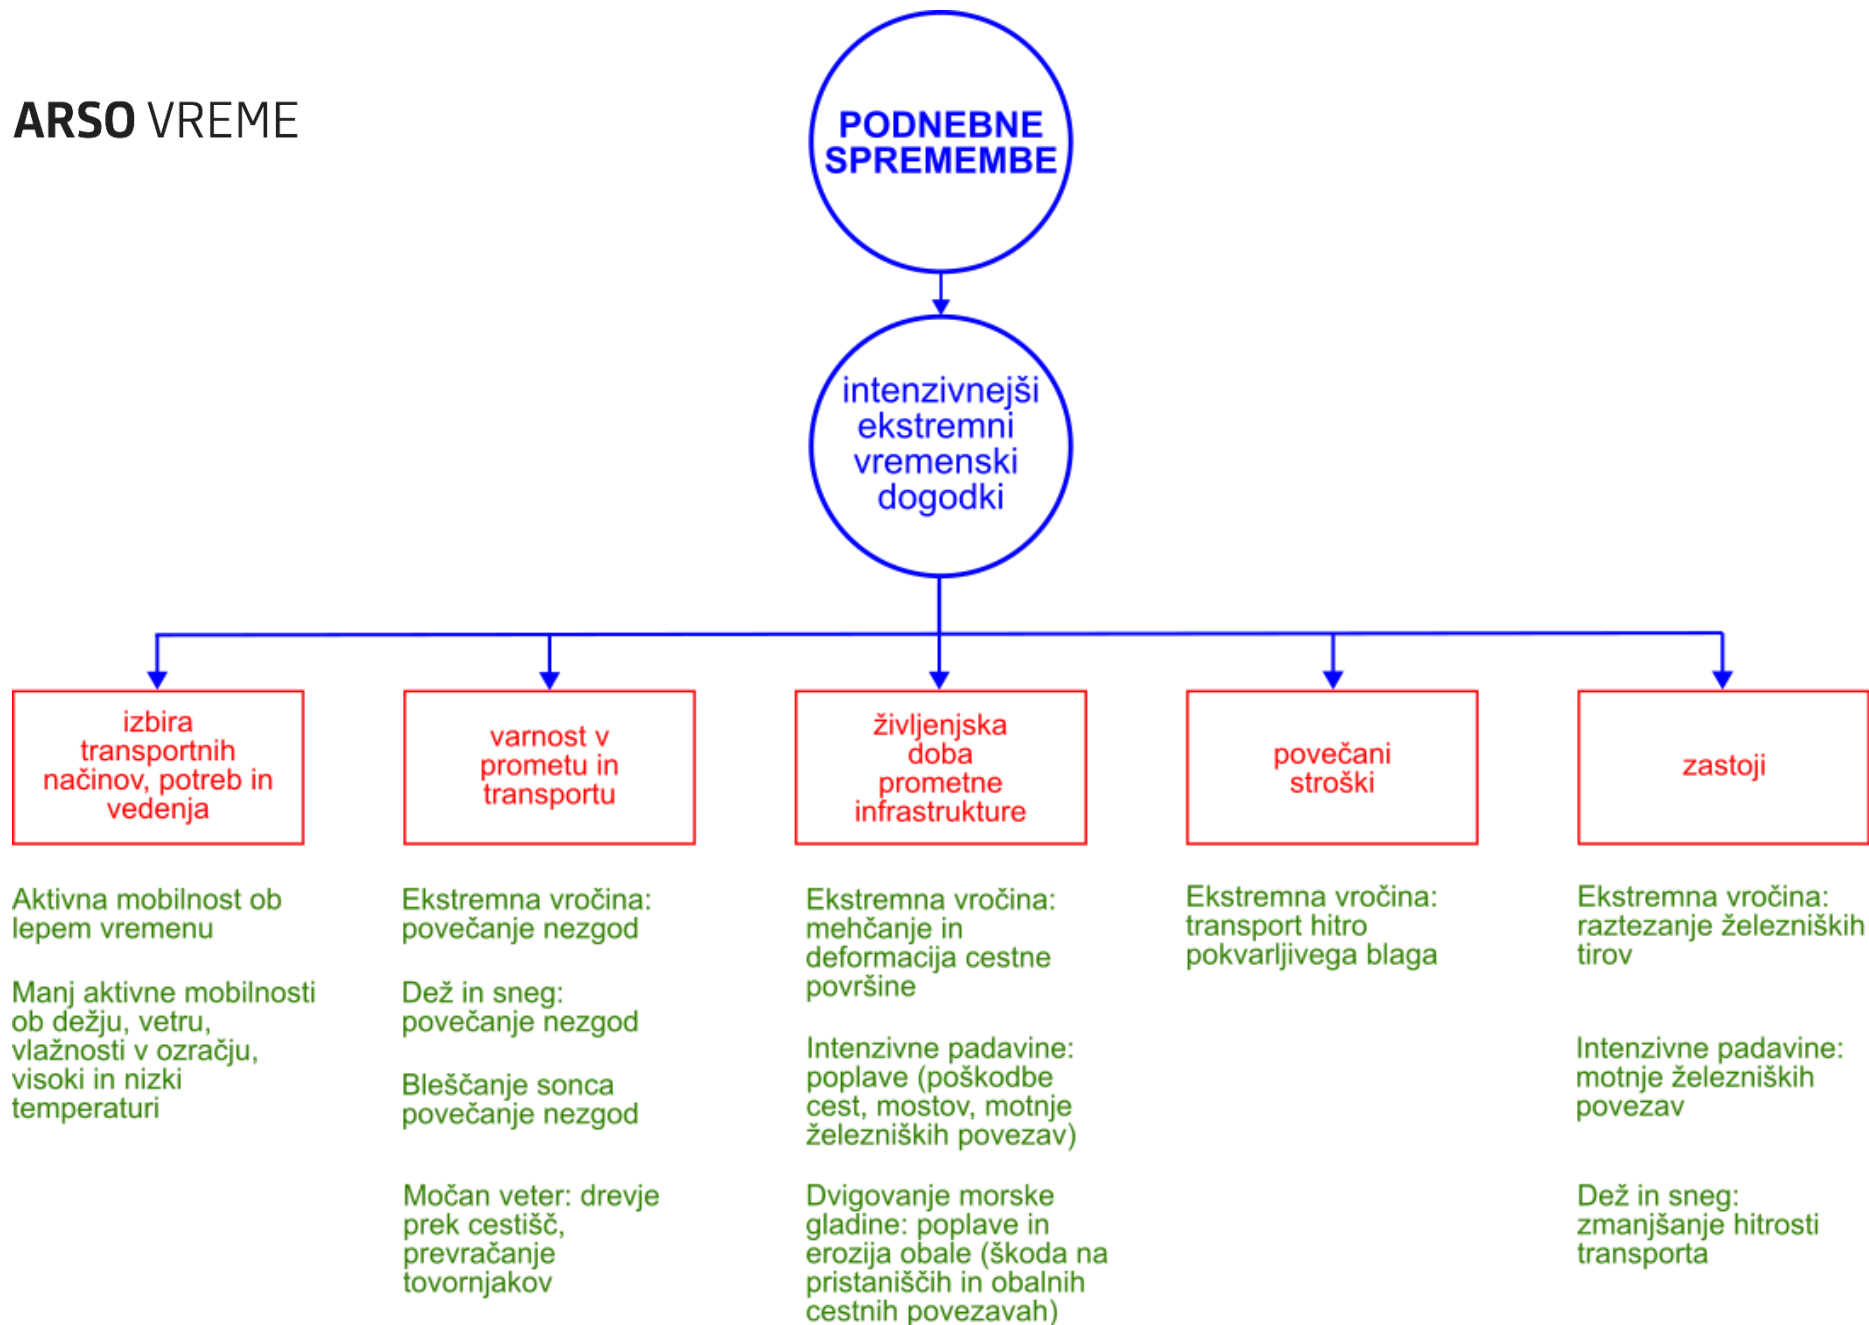 ARSO VREME
PODNEBNE
SPREMEMBE
intenzivnejši
ekstremni
vremenski
dogodki
izbira
transportnih
načinov, potreb in
vedenja
varnost v
prometu in
transportu
življenjska
doba
prometne
infrastrukture
povečani
stroški
zastoji
Aktivna mobilnost ob
lepem vremenu
Manj aktivne mobilnosti
ob dežju, vetru,
vlažnosti v ozračju,
visoki in nizki
temperaturi
Ekstremna vročina:
povečanje nezgod
Dež in sneg:
povečanje nezgod
Bleščanje sonca
povečanje nezgod
Močan veter: drevje
prek cestišč,
prevračanje
tovornjakov
Ekstremna vročina:
mehčanje in
deformacija cestne
površine
Intenzivne padavine:
poplave (poškodbe
cest, mostov, motnje
železniških povezav)
Dvigovanje morske
gladine: poplave in
erozija obale (škoda na
pristaniščih in obalnih
cestnih povezavah)
Ekstremna vročina:
transport hitro
pokvarljivega blaga
Ekstremna vročina:
raztezanje železniških
tirov
Intenzivne padavine:
motnje železniških
povezav
Dež in sneg:
zmanjšanje hitrosti
transporta